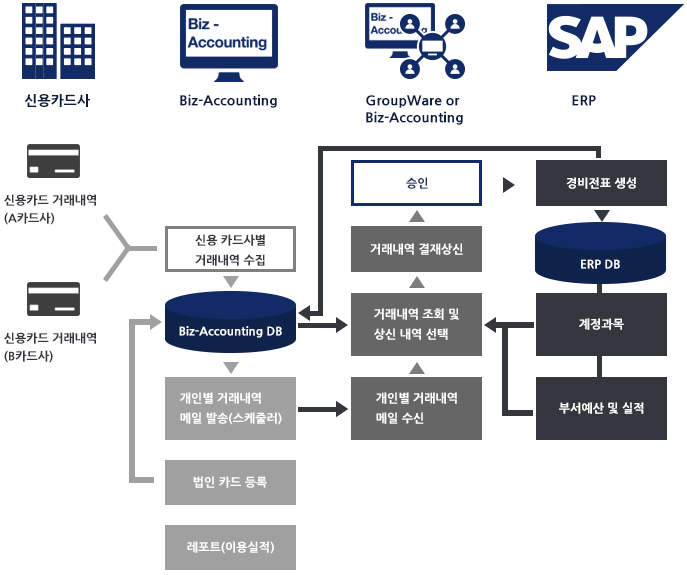 Biz -
Accounting
Biz -
Accounting
SAP
신용카드사
Biz-Accounting
GroupWare or
Biz-Accounting
ERP
신용카드 거래내역
(A카드사)
신용 카드사별
거래내역 수집
승인
경비전표 생성
거래내역 결재상신
ERP DB
신용카드 거래내역
(B카드사)
Biz-Accounting DB
거래내역 조회 및
상신 내역 선택
계정과목
개인별 거래내역
메일 발송(스케줄러)
개인별 거래내역
메일 수신
부서예산 및 실적
법인 카드 등록
레포트(이용실적)